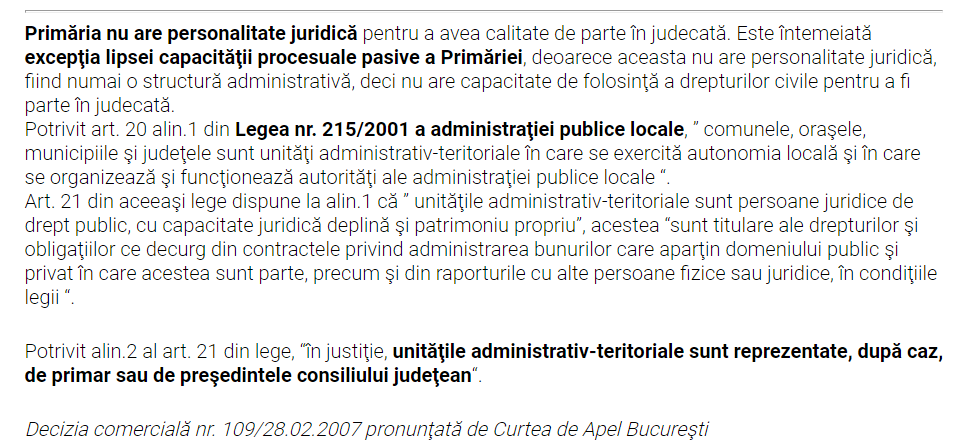 Primăria nu are personalitate juridică pentru a avea calitate de parte în judecată. Este întemeiată
excepţia lipsei capacităţii procesuale pasive a Primăriei, deoarece aceasta nu are personalitate juridică,
fiind numai o structură administrativă, deci nu are capacitate de folosinţă a drepturilor civile pentru a fi
parte în judecată.
Potrivit art. 20 alin.1 din Legea nr. 215/2001 a administraţiei publice locale, ” comunele, oraşele,
municipiile şi judeţele sunt unităţi administrativ-teritoriale în care se exercită autonomia locală şi în care
se organizează şi funcţionează autorităţi ale administraţiei publice locale “.
Art. 21 din aceeaşi lege dispune la alin.1 că ” unităţile administrativ-teritoriale sunt persoane juridice de
drept public, cu capacitate juridică deplină şi patrimoniu propriu”, acestea “sunt titulare ale drepturilor şi
obligaţiilor ce decurg din contractele privind administrarea bunurilor care aparţin domeniului public şi
privat în care acestea sunt parte, precum şi din raporturile cu alte persoane fizice sau juridice, în condiţiile
legii “.
Potrivit alin.2 al art. 21 din lege, “în justiţie, unităţile administrativ-teritoriale sunt reprezentate, după caz,
de primar sau de preşedintele consiliului judeţean“.
Decizia comercială nr. 109/28.02.2007 pronunţată de Curtea de Apel Bucureşti